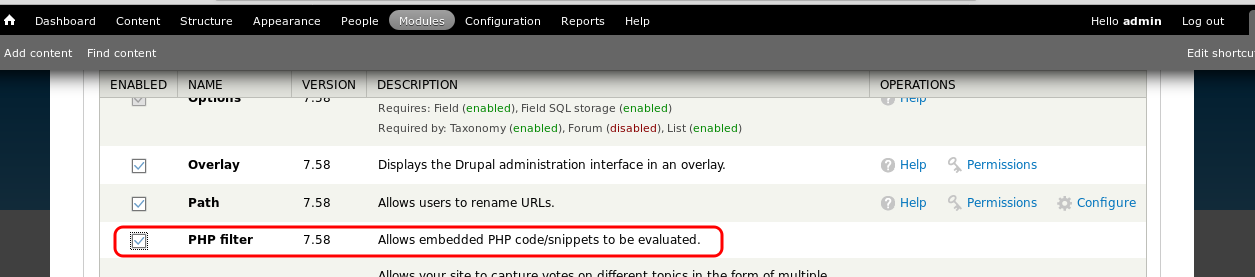 Dashboard Content Structure Appearance People Modules Configuration Reports Help Hello admin Log out
Add content Find content Edit shortcu
ENABLED NAME VERSION DESCRIPTION OPERATIONS
Options 7.58 Help
Requires: Field (enabled), Field SQL storage (enabled)
Required by: Taxonomy (enabled), Forum (disabled), List (enabled)
Overlay 7.58 Displays the Drupal administration interface in an overlay. Help Permissions
Path 7.58 Allows users to rename URLs. Help Permissions Configure
PHP filter 7.58 Allows embedded PHP code/snippets to be evaluated.
Allows your site to capture votes on different topics in the form of multiple